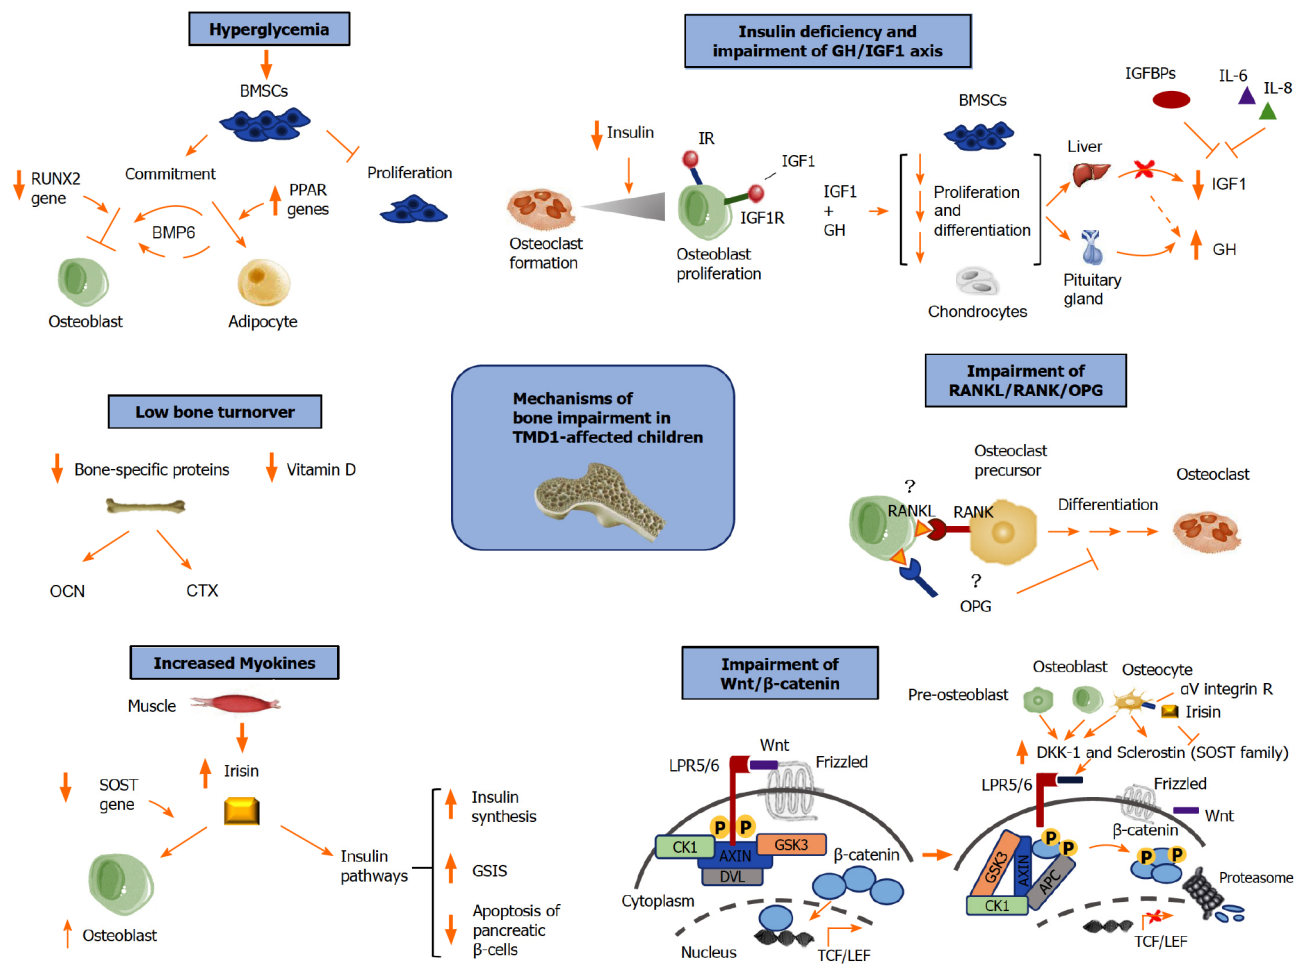 Hyperglycemia
BMSCs
Commitment
RUNX2
gene
PPAR
genes
Proliferation
BMP6
Osteoblast
Adipocyte
Insulin deficiency and
impairment of GH/IGF1 axis
Insulin
IR
IGF1
IGF1R
Osteoclast
formation
Osteoblast
proliferation
IGF1
+
GH
BMSCs
Proliferation
and
differentiation
Chondrocytes
Liver
Pituitary
gland
IGFBPs
IL-6
IL-8
IGF1
GH
Low bone turnorver
Bone-specific proteins
Vitamin D
OCN
CTX
Mechanisms of
bone impairment in
TMD1-affected children
Impairment of
RANKL/RANK/OPG
Osteoclast
precursor
Osteoclast
?
RANKL
RANK
Differentiation
?
OPG
Increased Myokines
Muscle
SOST
gene
Irisin
Insulin
pathways
Osteoblast
Insulin
synthesis
GSIS
Apoptosis of
pancreatic
β-cells
Impairment of
Wnt/β-catenin
LPR5/6
Wnt
Frizzled
P
P
CK1
AXIN
GSK3
DVL
β-catenin
Cytoplasm
Nucleus
TCF/LEF
Osteoblast
Osteocyte
Pre-osteoblast
αV integrin R
Irisin
DKK-1 and Sclerostin (SOST family)
LPR5/6
Frizzled
Wnt
β-catenin
P
P
P
P
GSK3
AXIN
APC
CK1
Proteasome
TCF/LEF